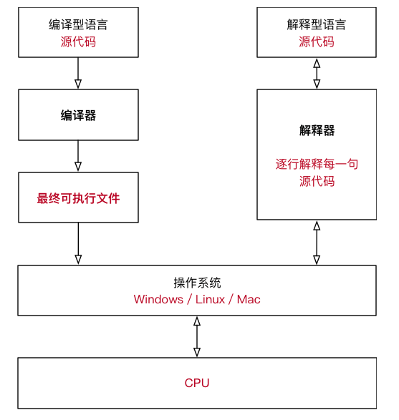 编译型语言
源代码
编译器
最终可执行文件
解释型语言
源代码
解释器
逐行解释每一句
源代码
操作系统
Windows / Linux / Mac
CPU